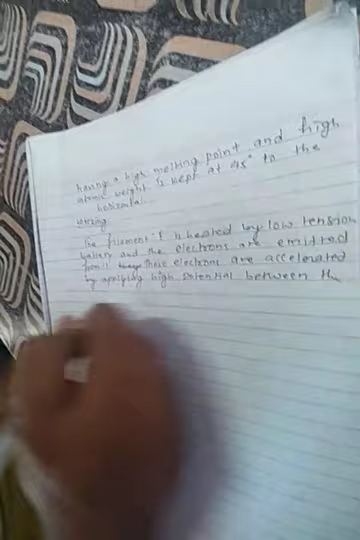 having a high melting point and high
atomic weight is kept at 45° to the
horizontal.
working
The filament F is heated by low tension
battery and the electrons are emitted
from it These electrons are accelerated
by applying high potential between the